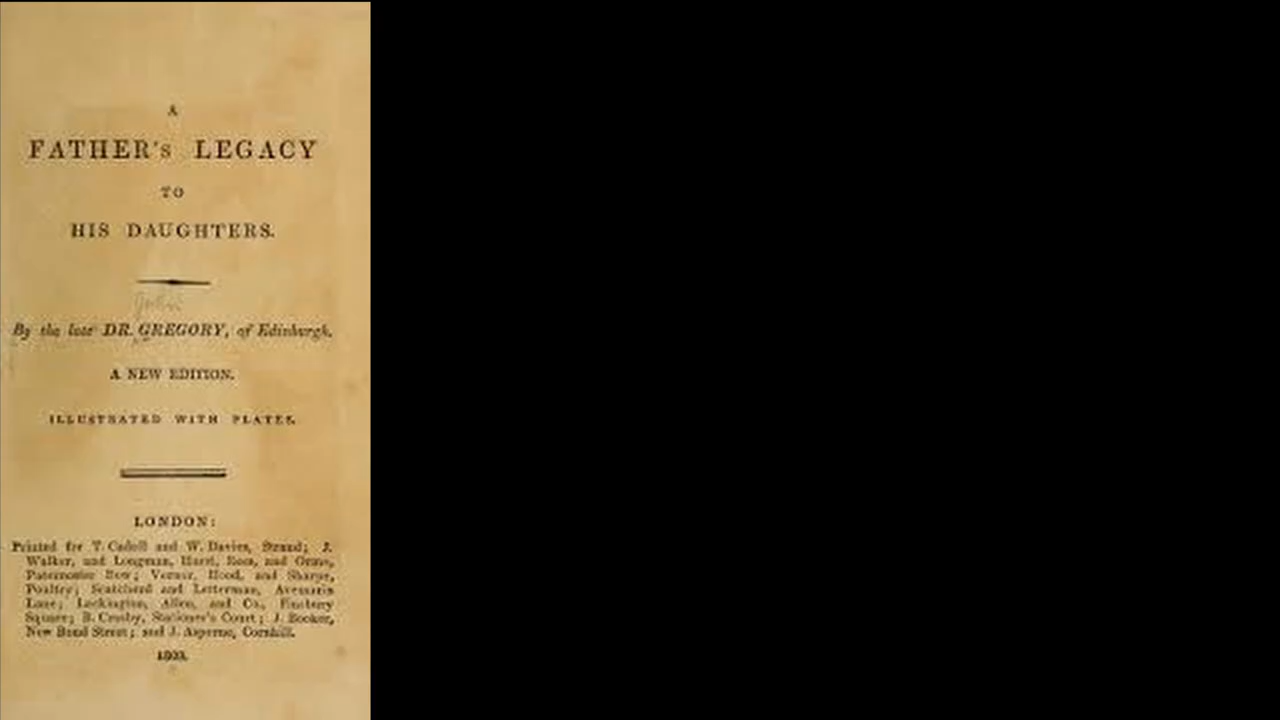 A
FATHER's LEGACY
TO
HIS DAUGHTERS.
John
By the late DR. GREGORY, of Edinburgh.
A NEW EDITION.
ILLUSTRATED WITH PLATES.
LONDON:
Printed for T. Cadell and W. Davies, Strand; J.
Walker, and Longman, Hurst, Rees, and Orme,
Paternoster Row; Vernor, Hood, and Sharpe,
Poultry; Scatcherd and Letterman, Avemaria
Lane; Lackington, Allen, and Co., Finsbury
Square; B. Crosby, Stationer's Court; J. Booker,
New Bond Street; and J. Asperne, Cornhill.